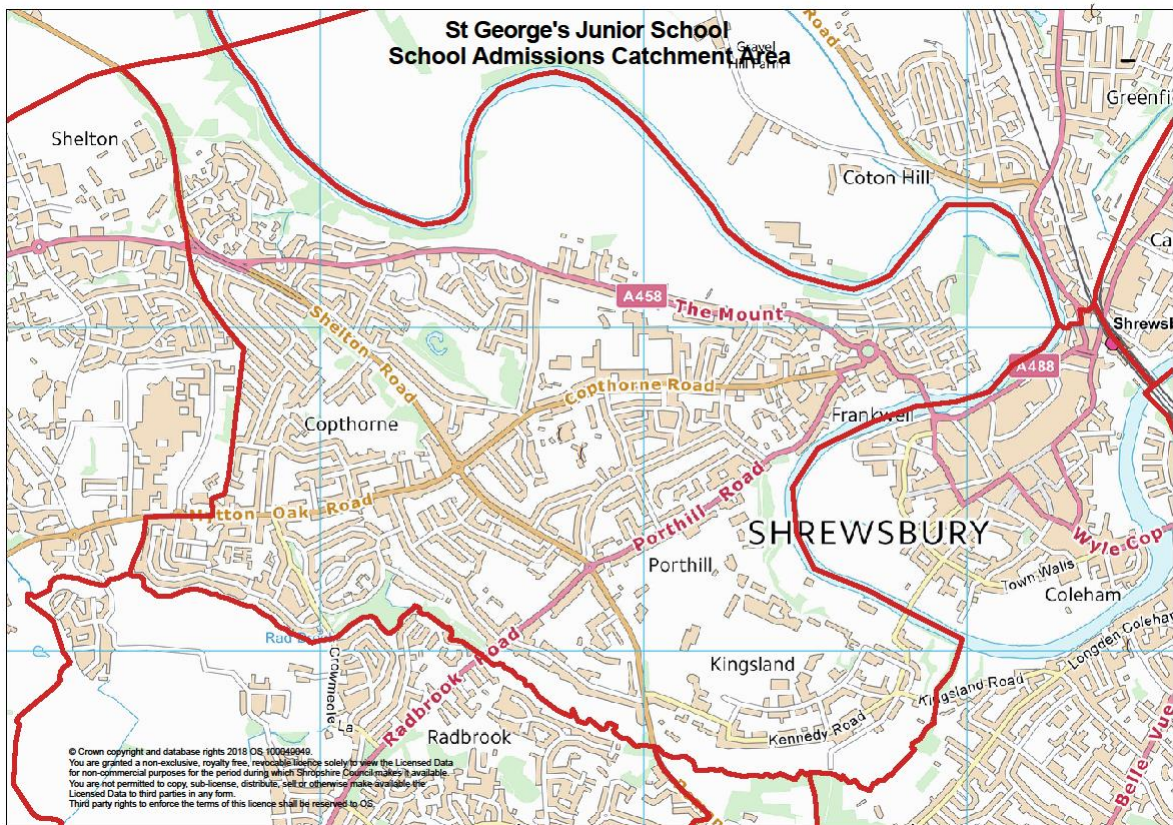 St George's Junior School
School Admissions Catchment Area
Gravel
Hill Farm
Road
Greenfi
Shelton
Coton Hill
Ca
A458
The Mount
Shrewsb
Shelton Road
A488
Copthorne Road
Frankwell
Copthorne
Mytton Oak Road
Porthill Road
SHREWSBURY
Wyle Cop
Porthill
Town Walls
Coleham
Longden Coleham
Crowmeole La
Radbrook Road
Kingsland
Kingsland Road
Kennedy Road
Radbrook
Belle Vue
© Crown copyright and database rights 2018 OS 100049049.
You are granted a non-exclusive, royalty free, revocable licence solely to view the Licensed Data
for non-commercial purposes for the period during which Shropshire Council makes it available.
You are not permitted to copy, sub-license, distribute, sell or otherwise make available the
Licensed Data to third parties in any form.
Third party rights to enforce the terms of this licence shall be reserved to OS.